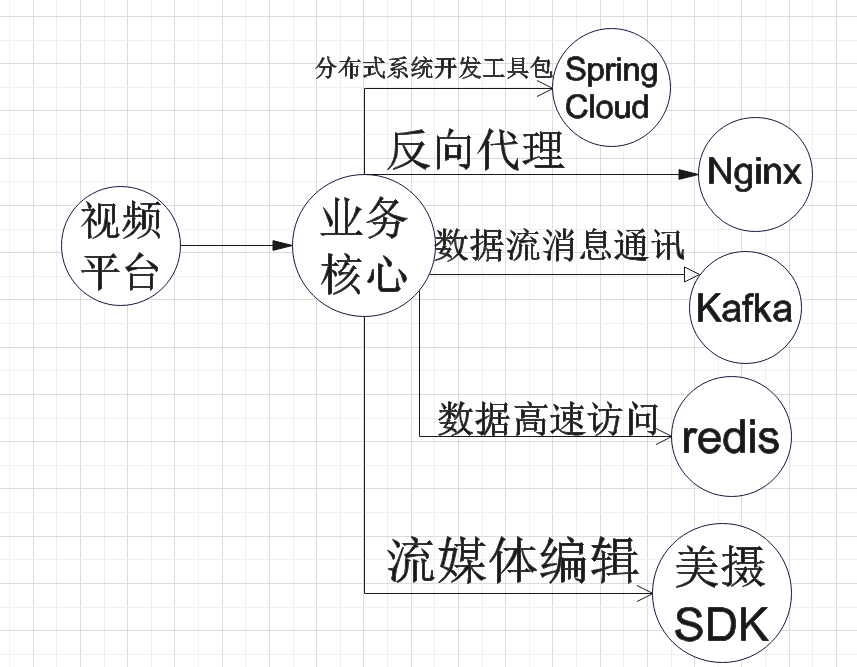 分布式系统开发工具包
Spring
Cloud
反向代理
Nginx
视频
平台
业务
核心
数据流消息通讯
Kafka
数据高速访问
redis
流媒体编辑
美摄
SDK